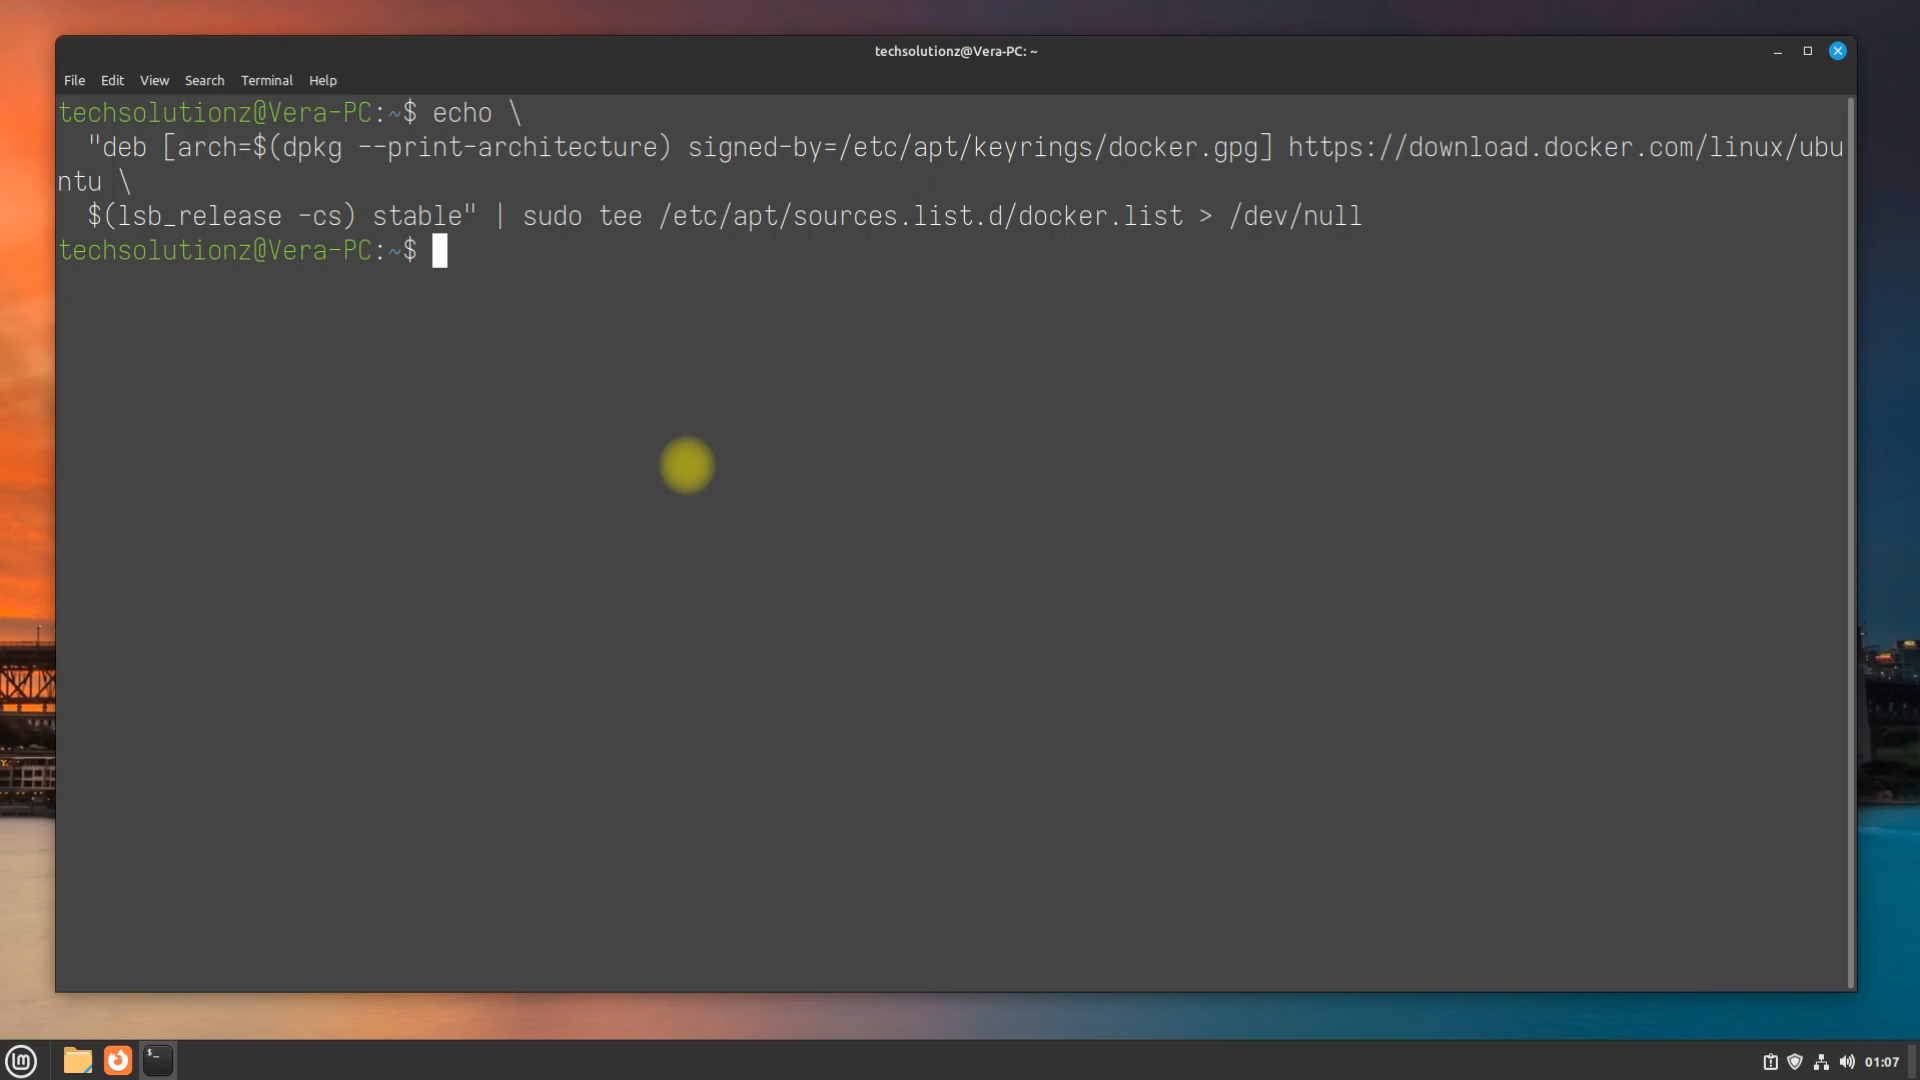 techsolutionz@Vera-PC: ~
File Edit View Search Terminal Help
techsolutionz@Vera-PC:~$ echo \
  "deb [arch=$(dpkg --print-architecture) signed-by=/etc/apt/keyrings/docker.gpg] https://download.docker.com/linux/ubu
ntu \
  $(lsb_release -cs) stable" | sudo tee /etc/apt/sources.list.d/docker.list > /dev/null
techsolutionz@Vera-PC:~$
01:07